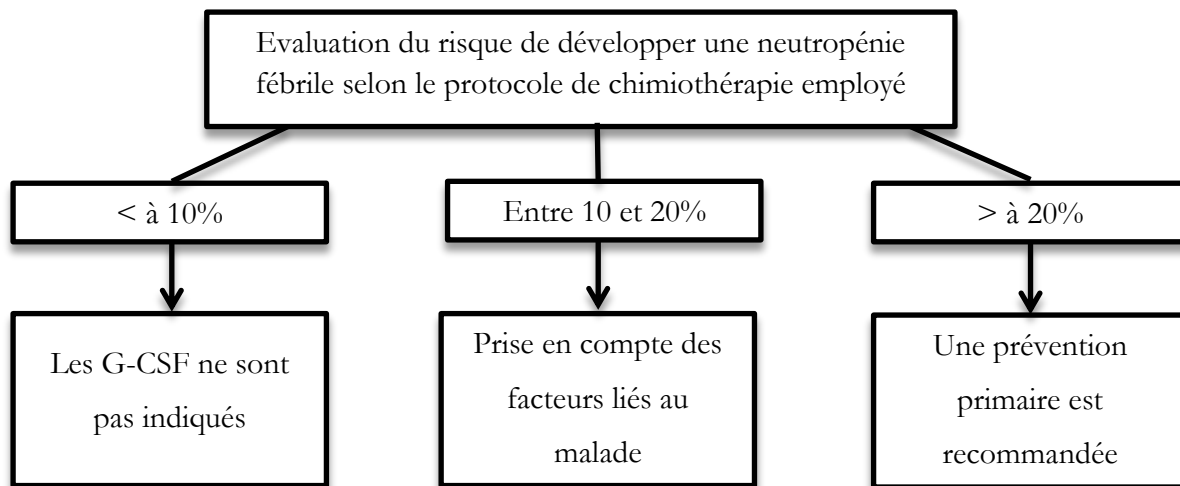 Evaluation du risque de développer une neutropénie
fébrile selon le protocole de chimiothérapie employé
< à 10%
Entre 10 et 20%
> à 20%
Les G-CSF ne sont
pas indiqués
Prise en compte des
facteurs liés au
malade
Une prévention
primaire est
recommandée